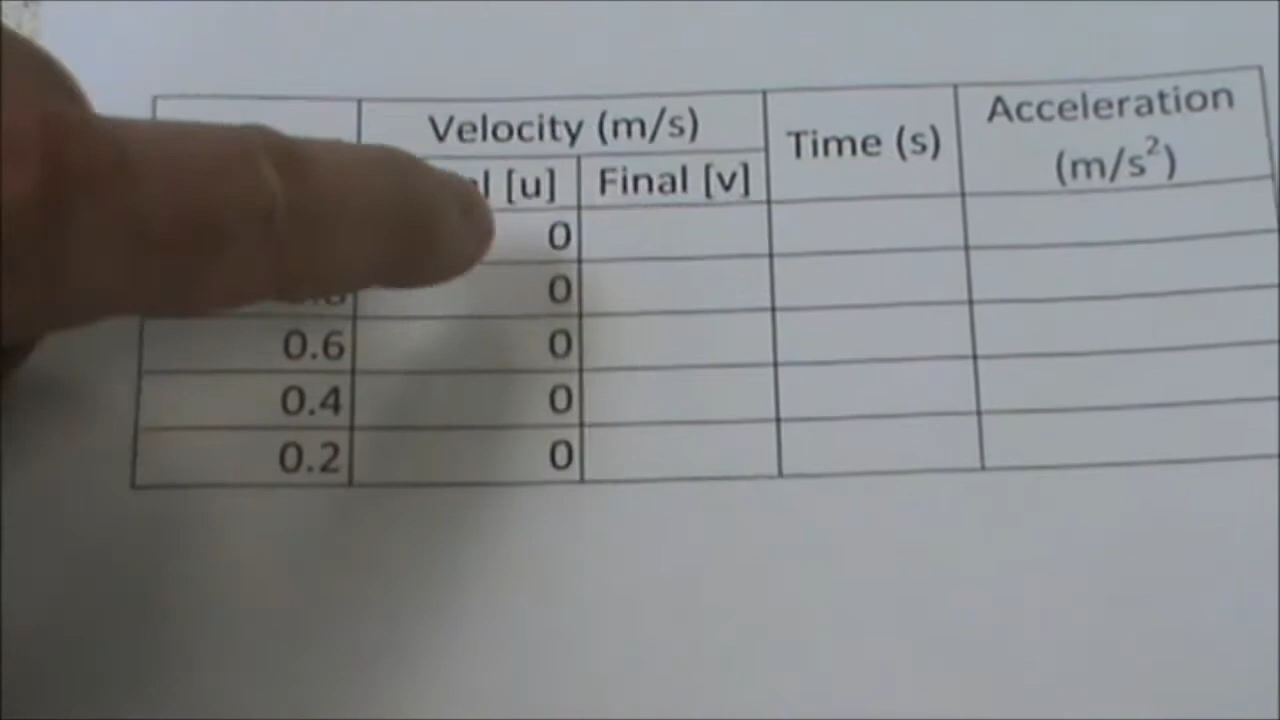 Velocity (m/s) Time (s) Acceleration (m/s²)
[u] Final [v]
0
0
0.6 0
0.4 0
0.2 0